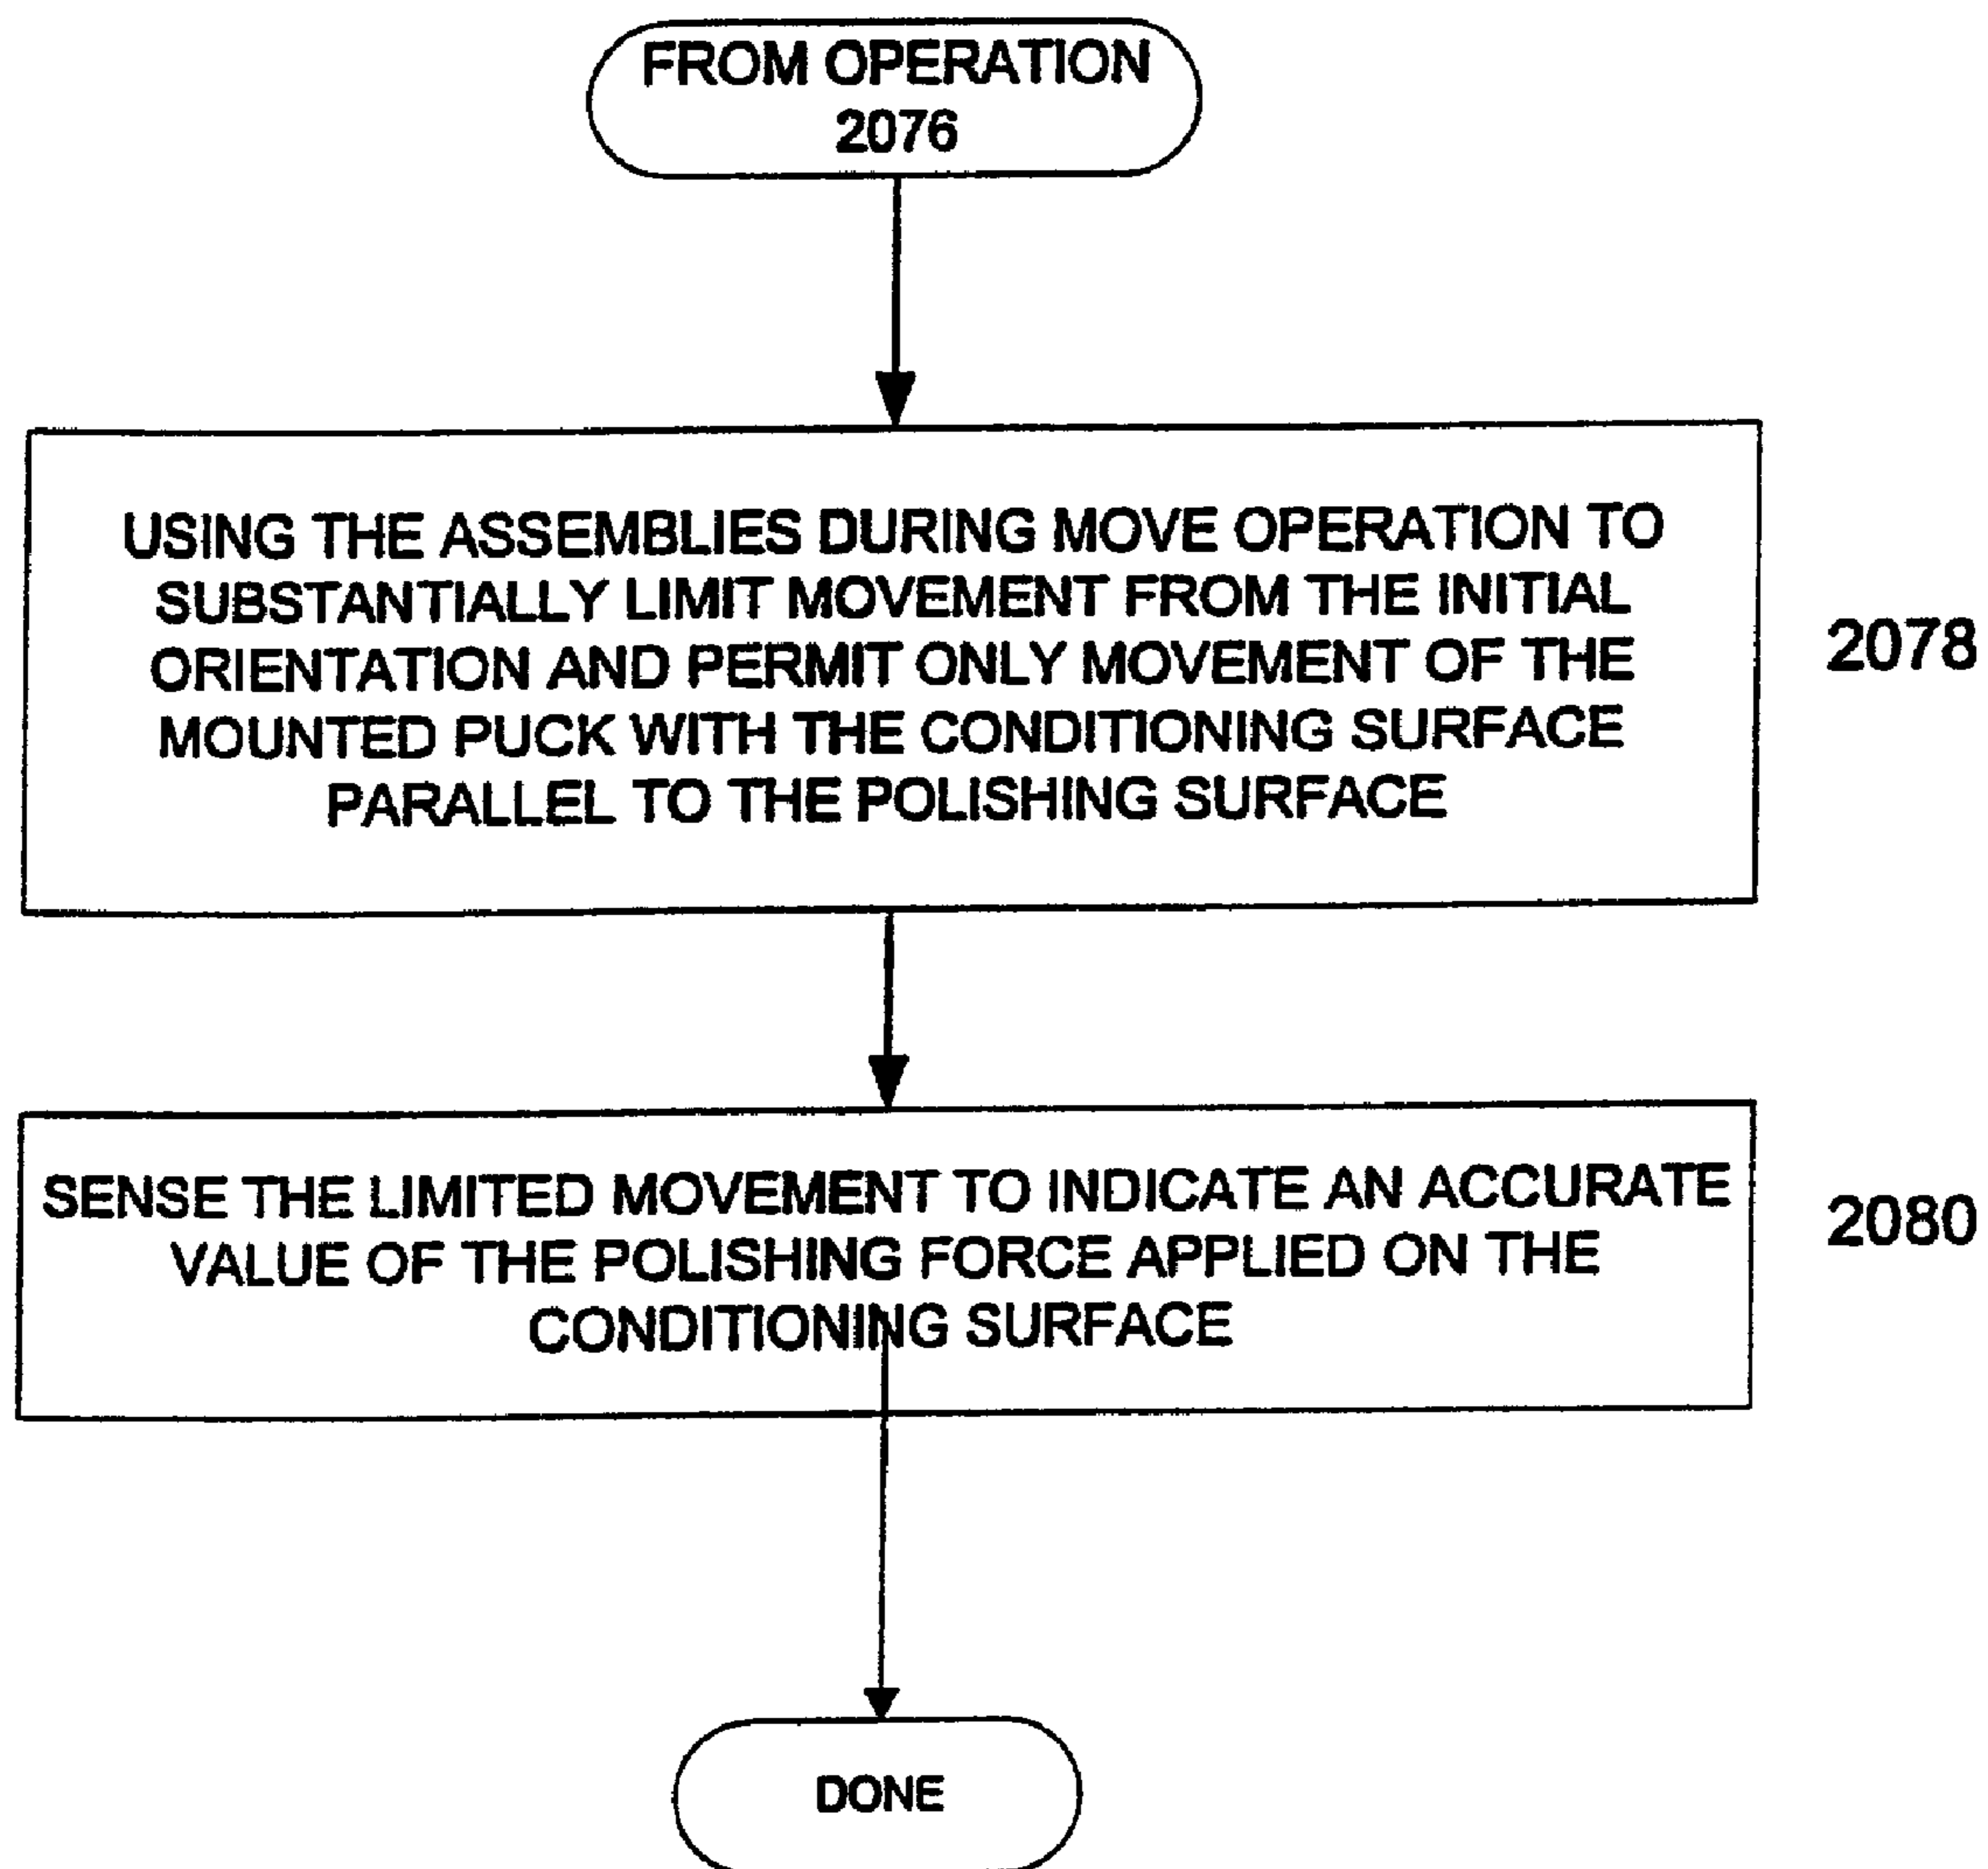 FROM OPERATION
2076
USING THE ASSEMBLIES DURING MOVE OPERATION TO
SUBSTANTIALLY LIMIT MOVEMENT FROM THE INITIAL
ORIENTATION AND PERMIT ONLY MOVEMENT OF THE
MOUNTED PUCK WITH THE CONDITIONING SURFACE
PARALLEL TO THE POLISHING SURFACE
2078
SENSE THE LIMITED MOVEMENT TO INDICATE AN ACCURATE
VALUE OF THE POLISHING FORCE APPLIED ON THE
CONDITIONING SURFACE
2080
DONE